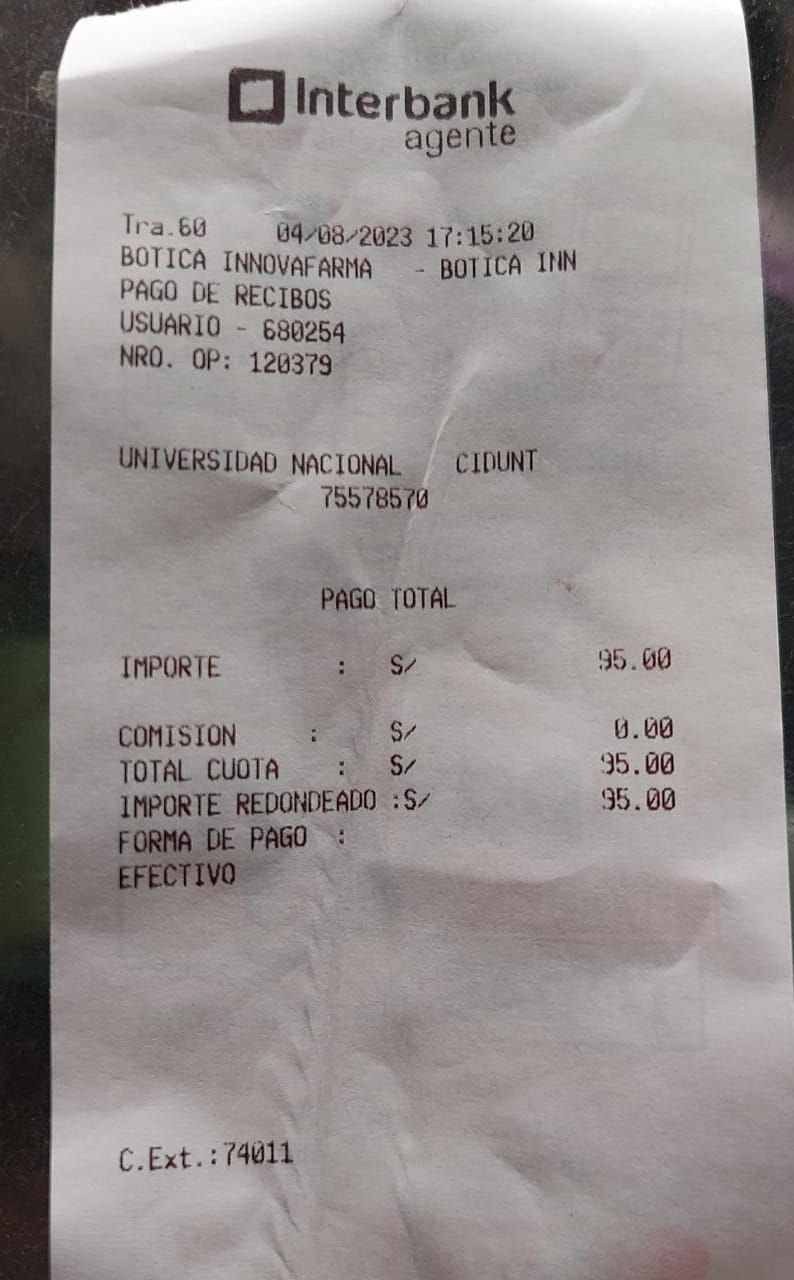 Interbank
agente
Tra.60 04/08/2023 17:15:20
BOTICA INNOVAFARMA - BOTICA INN
PAGO DE RECIBOS
USUARIO - 680254
NRO. OP: 120379
UNIVERSIDAD NACIONAL CIDUNT
75578570
PAGO TOTAL
IMPORTE : S/ 95.00
COMISION : S/ 0.00
TOTAL CUOTA : S/ 95.00
IMPORTE REDONDEADO :S/ 95.00
FORMA DE PAGO :
EFECTIVO
C.Ext.:74011